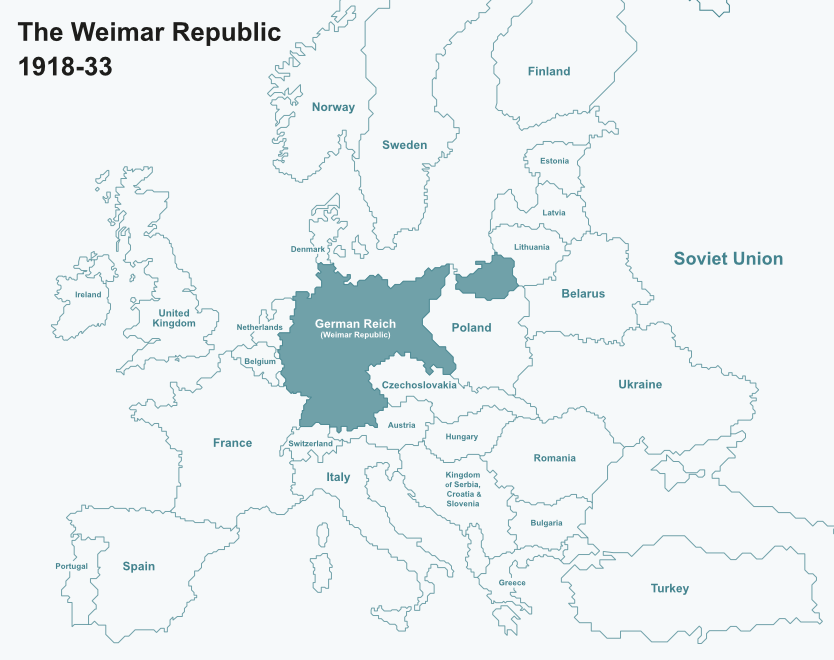 The Weimar Republic
1918-33
Finland
Norway
Sweden
Estonia
Latvia
Lithuania
Denmark
Soviet Union
Belarus
Ireland
United
Kingdom
Netherlands
German Reich
(Weimar Republic)
Poland
Belgium
Czechoslovakia
Ukraine
Austria
Hungary
France
Switzerland
Romania
Italy
Kingdom
of Serbia,
Croatia &
Slovenia
Bulgaria
Portugal
Spain
Greece
Turkey